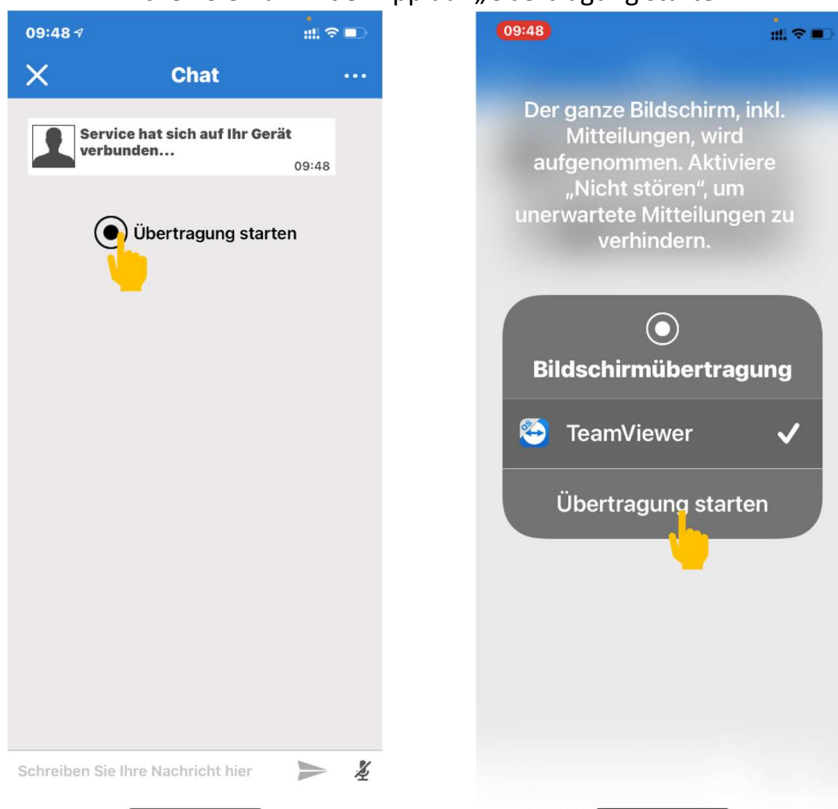 09:48
Chat
Service hat sich auf Ihr Gerät
verbunden...
09:48
Übertragung starten
Schreiben Sie Ihre Nachricht hier
09:48
Der ganze Bildschirm, inkl.
Mitteilungen, wird
aufgenommen. Aktiviere
„Nicht stören“, um
unerwartete Mitteilungen zu
verhindern.
Bildschirmübertragung
TeamViewer
Übertragung starten